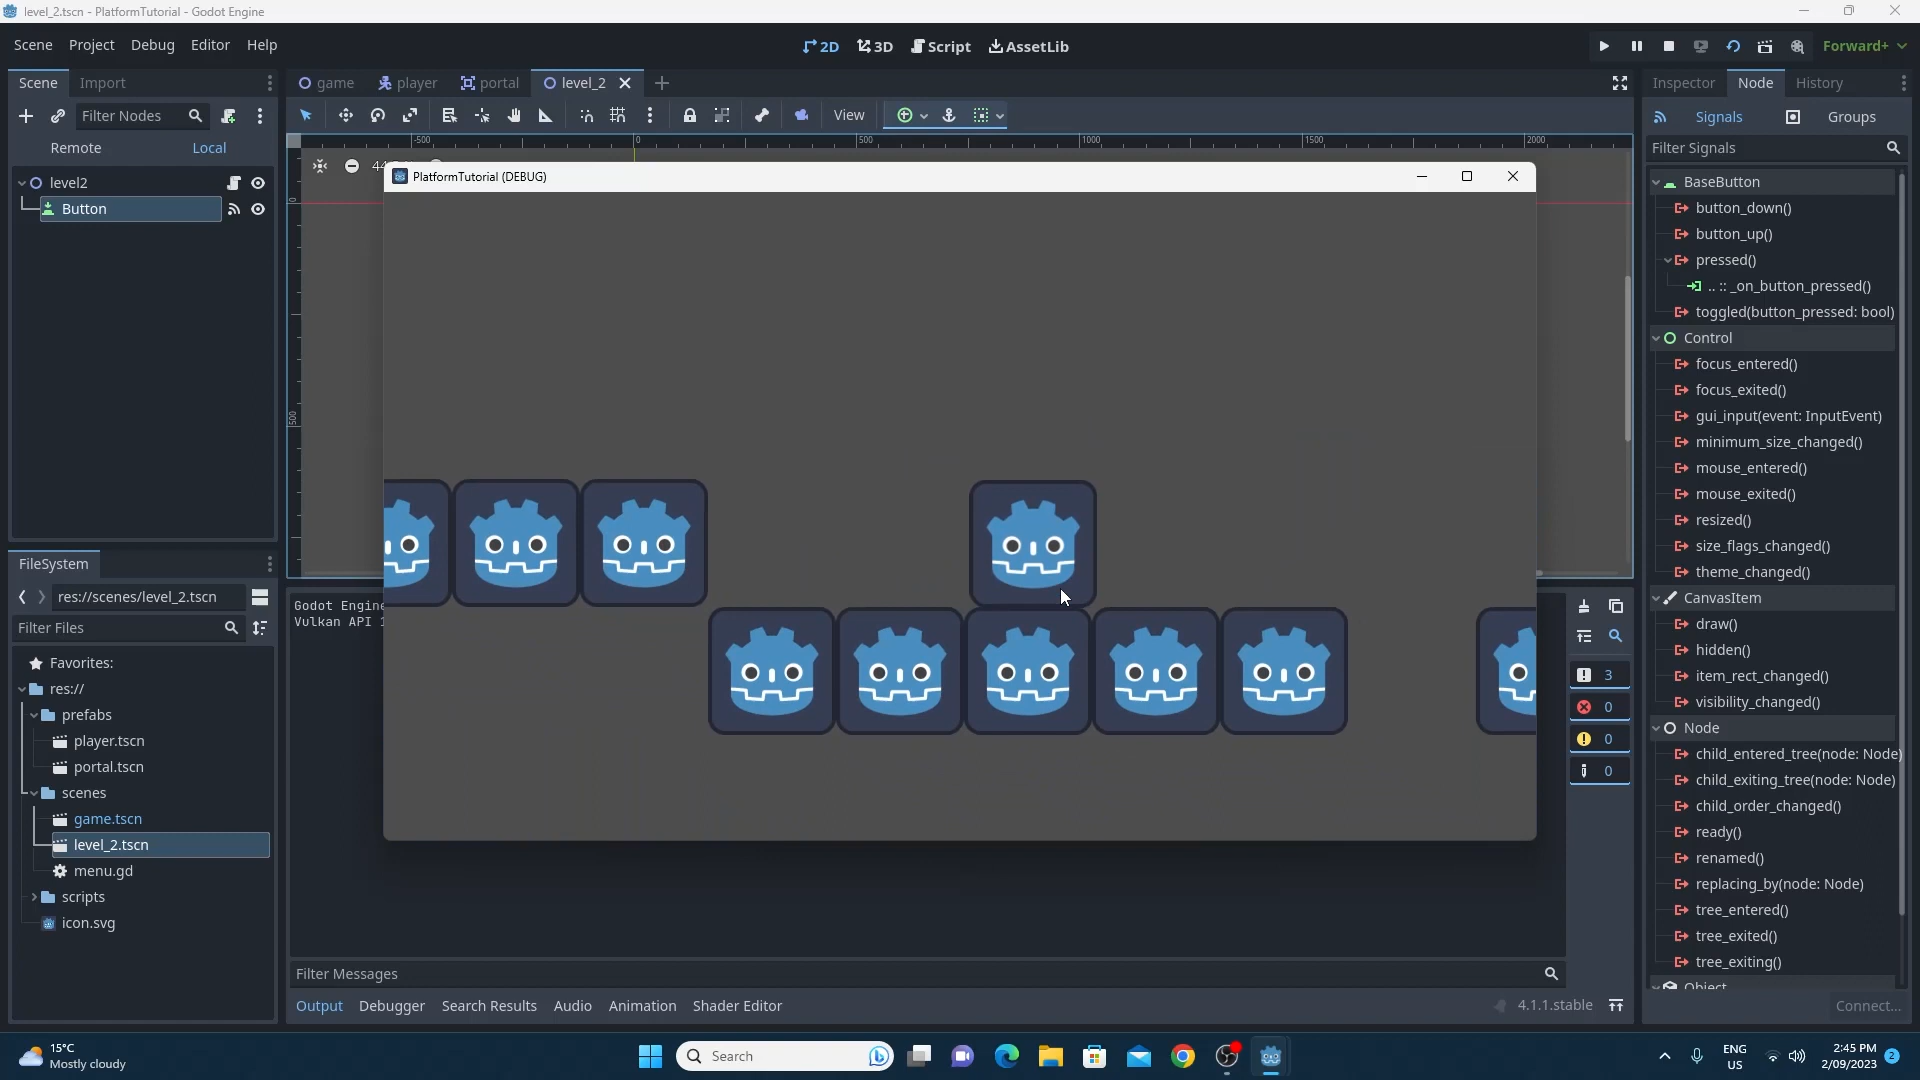 level_2.tscn - PlatformTutorial - Godot Engine
Scene Project Debug Editor Help
2D 3D Script AssetLib
Forward+
Scene Import
game player portal level_2
Inspector Node History
Filter Nodes
View
Signals Groups
Remote Local
Filter Signals
-500 0 500 1000 1500 2000
level2
Button
0
500
PlatformTutorial (DEBUG)
BaseButton
button_down()
button_up()
pressed()
.. :: _on_button_pressed()
toggled(button_pressed: bool)
Control
focus_entered()
focus_exited()
gui_input(event: InputEvent)
minimum_size_changed()
mouse_entered()
mouse_exited()
resized()
size_flags_changed()
theme_changed()
CanvasItem
draw()
hidden()
item_rect_changed()
visibility_changed()
Node
child_entered_tree(node: Node)
child_exiting_tree(node: Node)
child_order_changed()
ready()
renamed()
replacing_by(node: Node)
tree_entered()
tree_exited()
tree_exiting()
Object
Connect...
FileSystem
res://scenes/level_2.tscn
Filter Files
Favorites:
res://
prefabs
player.tscn
portal.tscn
scenes
game.tscn
level_2.tscn
menu.gd
scripts
icon.svg
Godot Engine
Vulkan API
3
0
0
0
Filter Messages
Output Debugger Search Results Audio Animation Shader Editor
4.1.1.stable
15°C
Mostly cloudy
Search
ENG
US
2:45 PM
2/09/2023
2